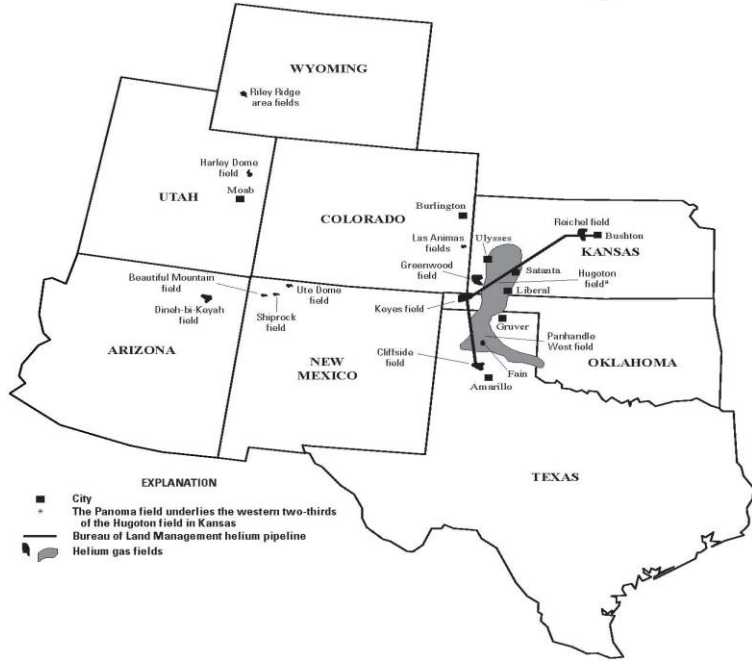 WYOMING
Riley Ridge
area fields
Harley Dome
field
Moab
UTAH
COLORADO
Burlington
Las Animas
fields
Ulysses
Greenwood
field
Reichel field
Bushton
KANSAS
Satanta
Hugoton
field*
Liberal
Keyes field
Beautiful Mountain
field
Dineh-bi-Keyah
field
Ute Dome
field
Shiprock
field
ARIZONA
NEW
MEXICO
Gruver
Panhandle
West field
OKLAHOMA
Cliffside
field
Fain
Amarillo
TEXAS
EXPLANATION
City
* The Panoma field underlies the western two-thirds
of the Hugoton field in Kansas
Bureau of Land Management helium pipeline
Helium gas fields